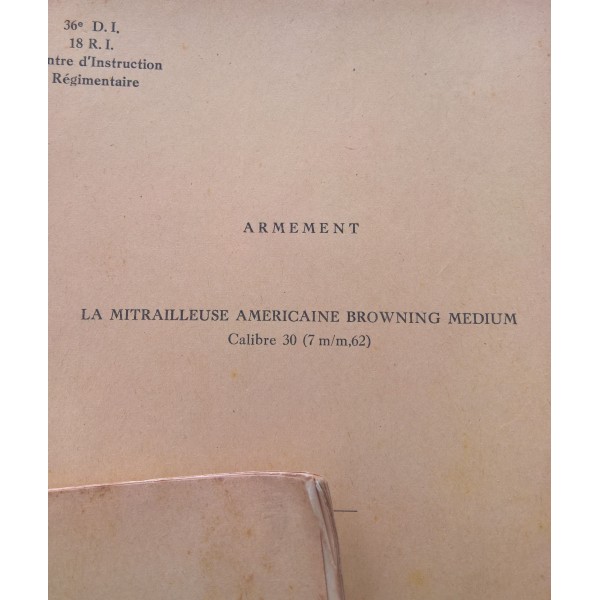 36e D. I.
18 R. I.
ntre d'Instruction
Régimentaire
ARMEMENT
LA MITRAILLEUSE AMERICAINE BROWNING MEDIUM
Calibre 30 (7 m/m,62)